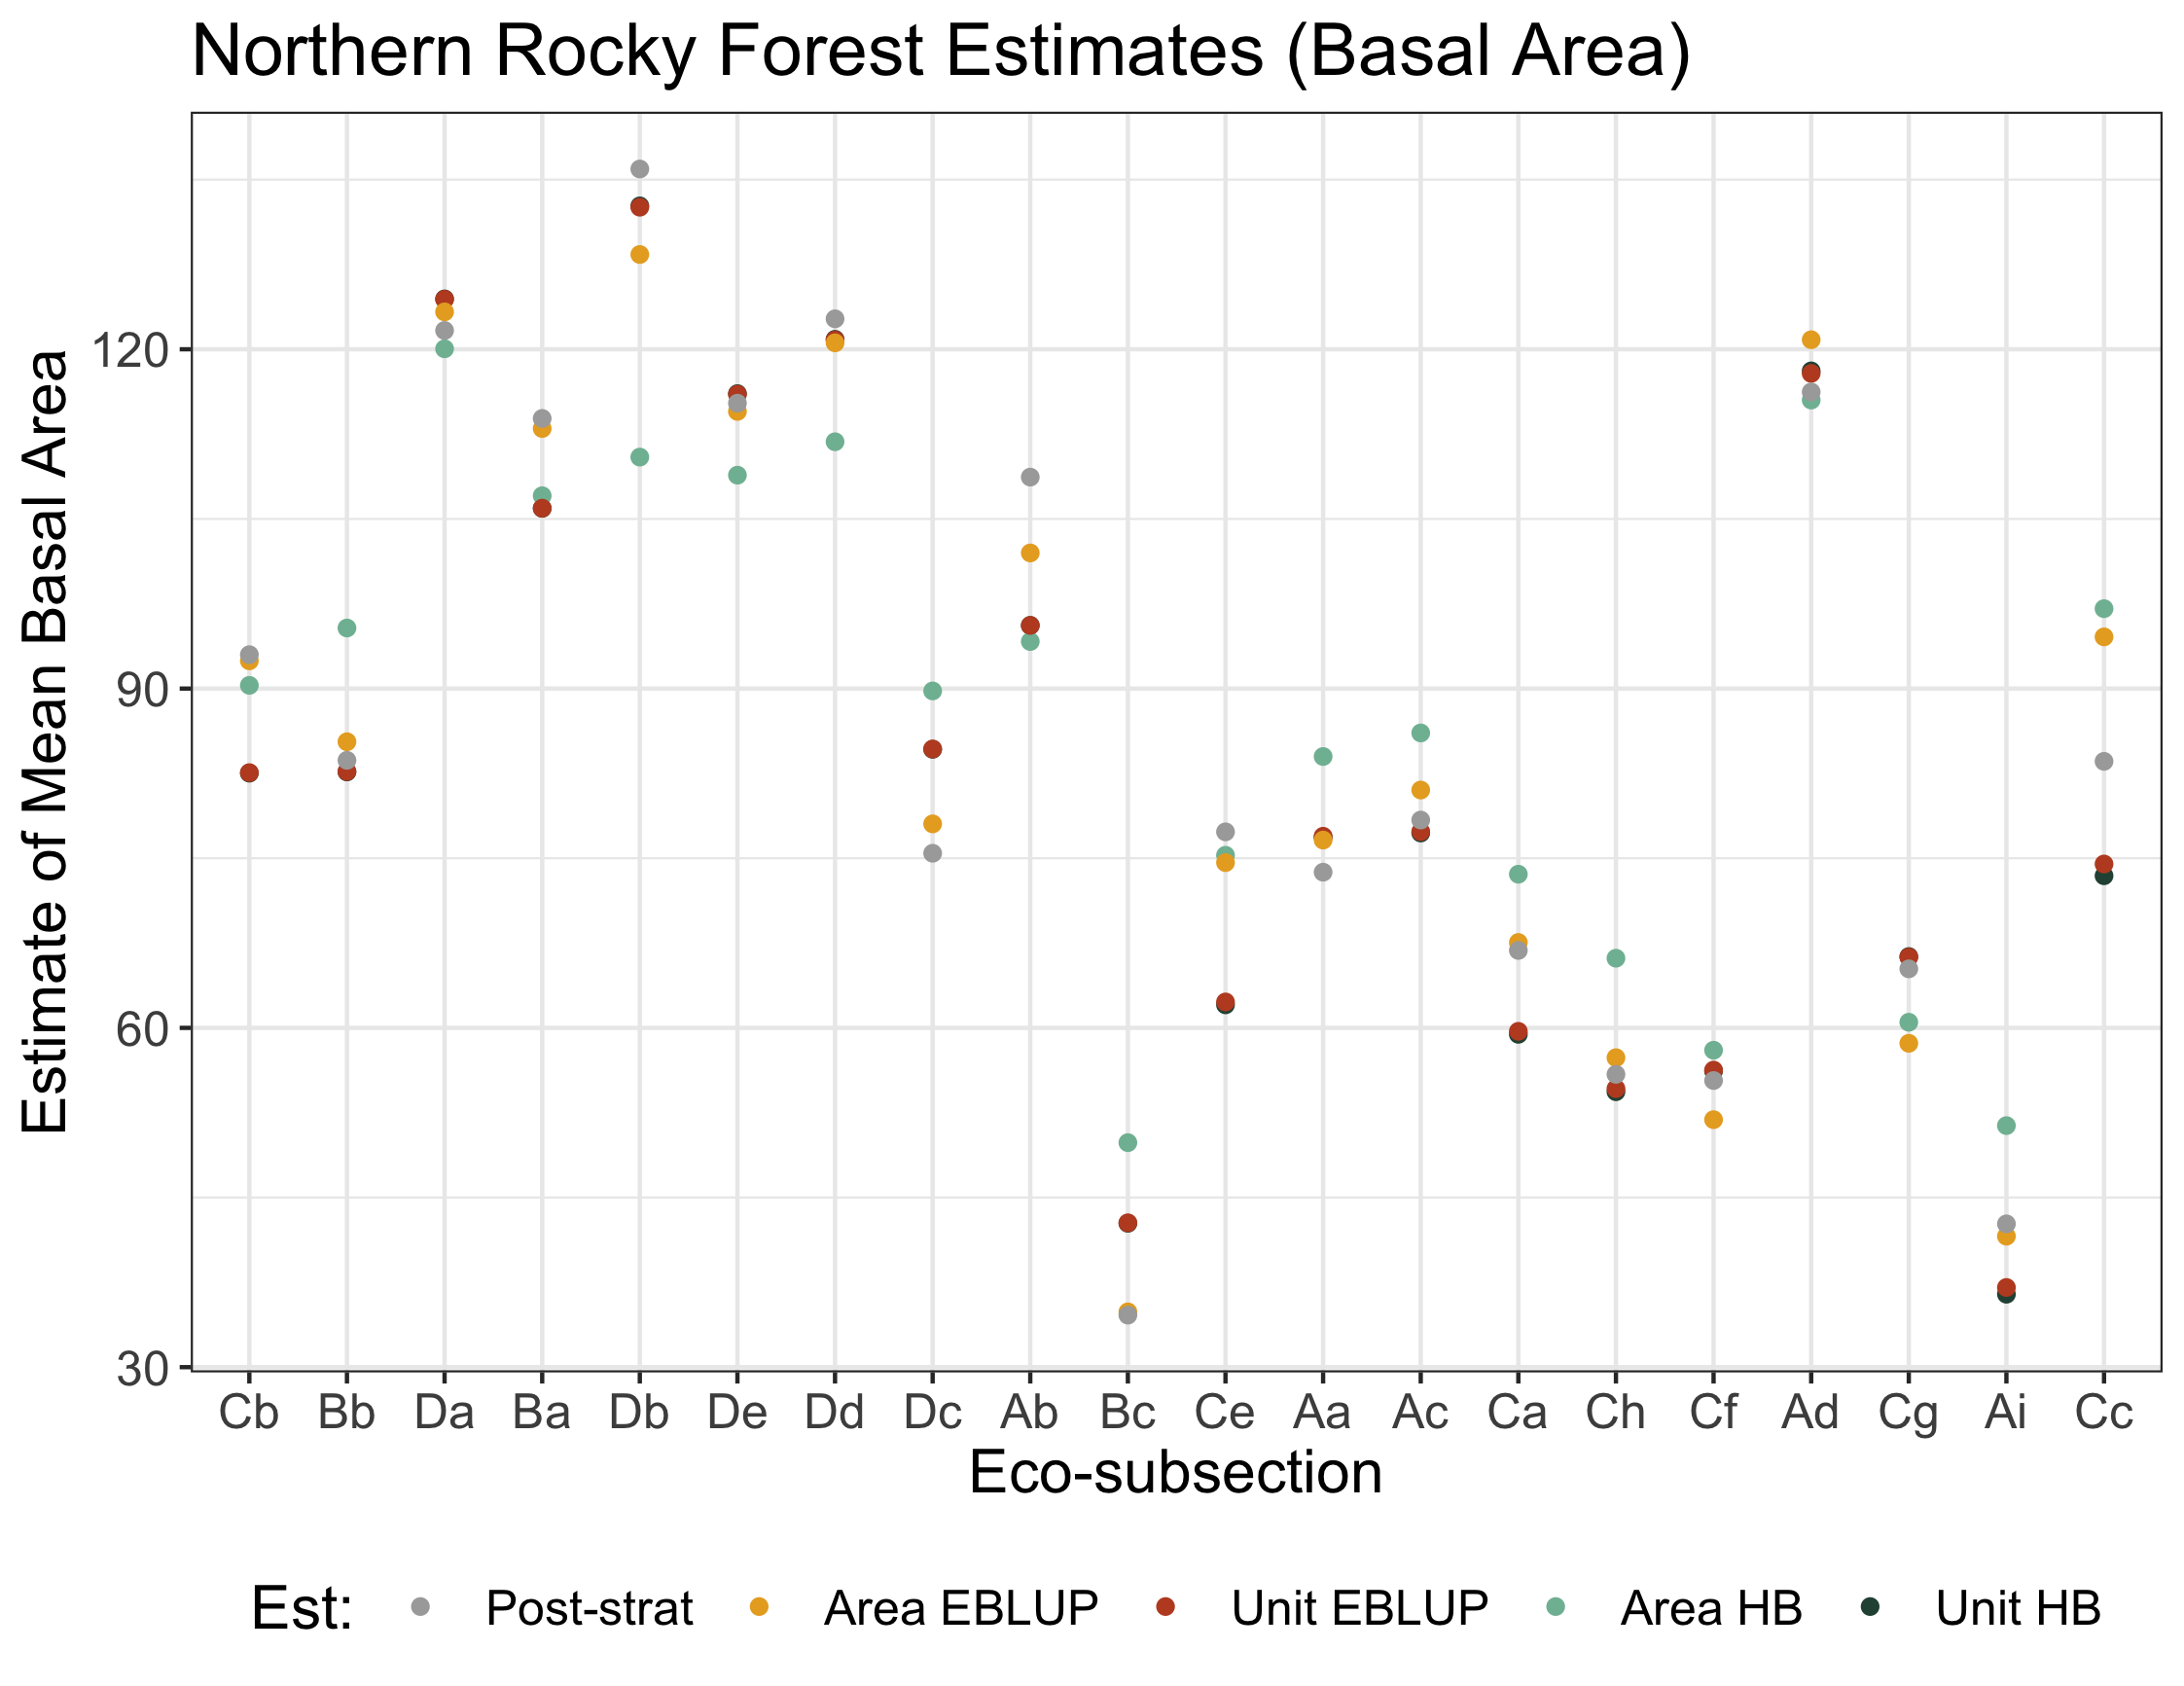 Northern Rocky Forest Estimates (Basal Area)
Estimate of Mean Basal Area
120
90
60
30
Cb Bb Da Ba Db De Dd Dc Ab Bc Ce Aa Ac Ca Ch Cf Ad Cg Ai Cc
Eco-subsection
Est: Post-strat Area EBLUP Unit EBLUP Area HB Unit HB